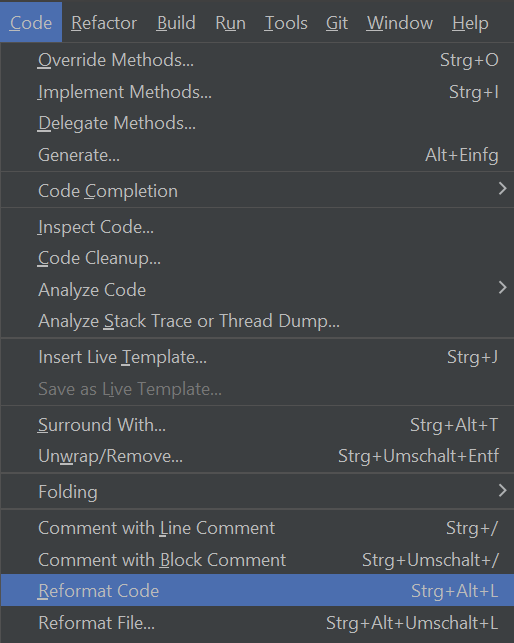 Code Refactor Build Run Tools Git Window Help
Override Methods... Strg+O
Implement Methods... Strg+I
Delegate Methods...
Generate... Alt+Einfg
Code Completion
Inspect Code...
Code Cleanup...
Analyze Code
Analyze Stack Trace or Thread Dump...
Insert Live Template... Strg+J
Save as Live Template...
Surround With... Strg+Alt+T
Unwrap/Remove... Strg+Umschalt+Entf
Folding
Comment with Line Comment Strg+/
Comment with Block Comment Strg+Umschalt+/
Reformat Code Strg+Alt+L
Reformat File... Strg+Alt+Umschalt+L